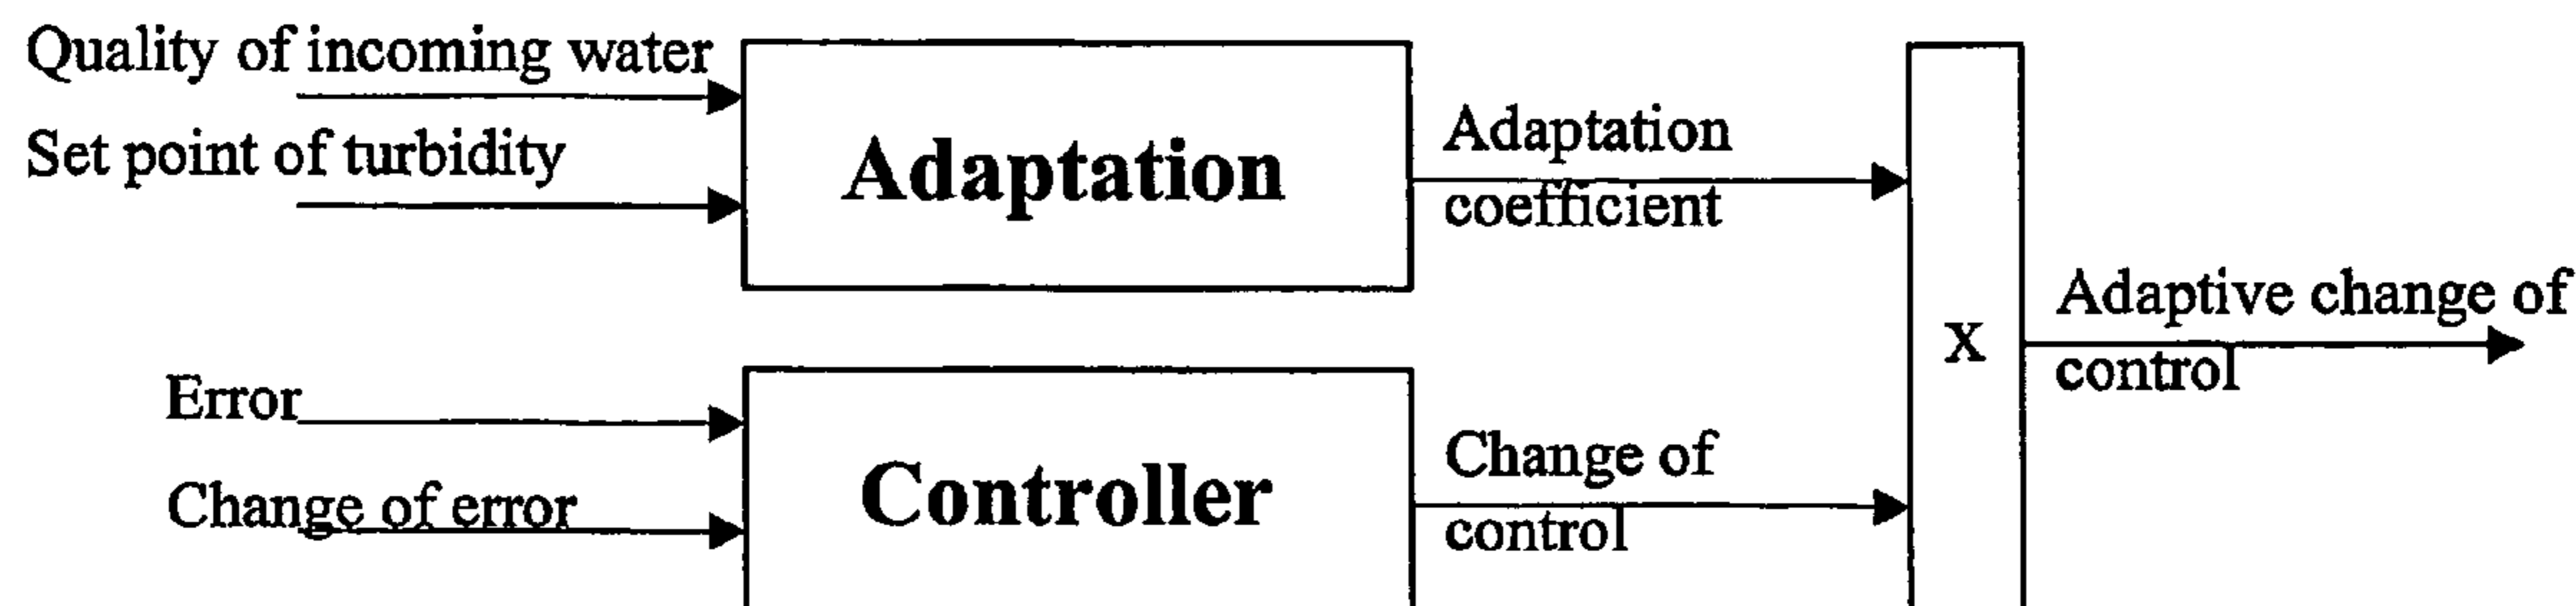 Quality of incoming water
Set point of turbidity
Adaptation
Adaptation
coefficient
Error
Change of error
Controller
Change of
control
X
Adaptive change of
control